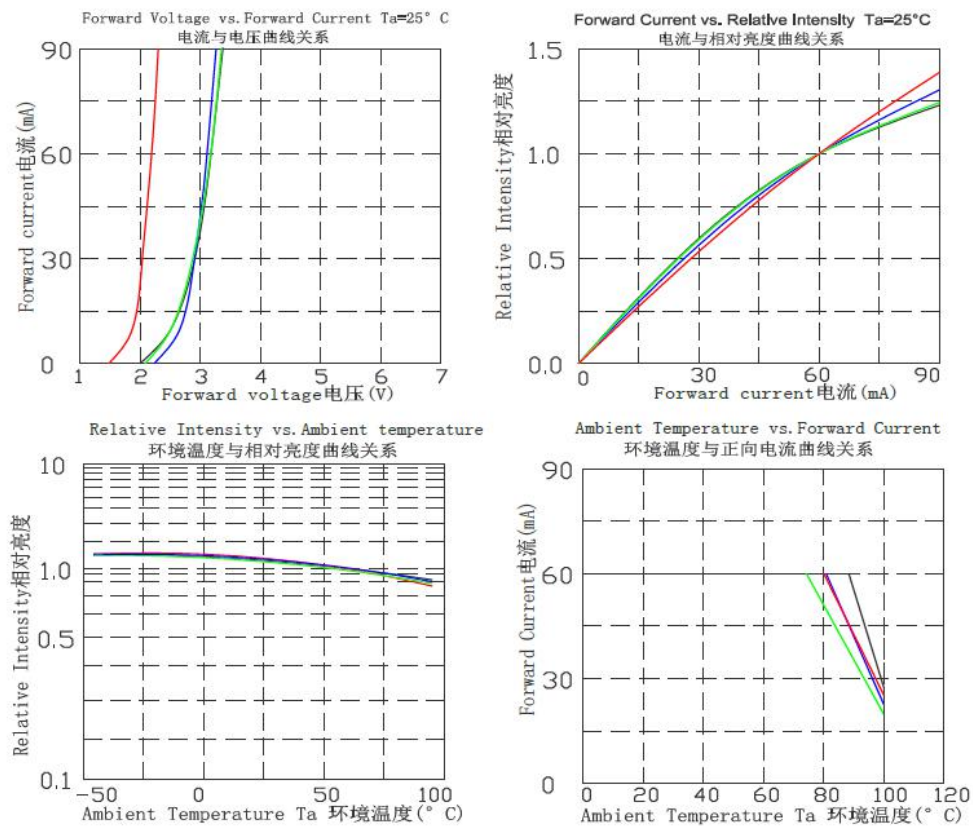 Forward Voltage vs.Forward Current Ta=25° C
电流与电压曲线关系
90
60
30
0
Forward current电流(mA)
1 2 3 4 5 6 7
Forward voltage电压(V)
Forward Current vs. Relative Intensity Ta=25°C
电流与相对亮度曲线关系
1.5
1.0
0.5
0.0
Relative Intensity相对亮度
0 30 60 90
Forward current电流(mA)
Relative Intensity vs.Ambient temperature
环境温度与相对亮度曲线关系
10
1.0
0.5
0.1
Relative Intensity相对亮度
-50 0 50 100
Ambient Temperature Ta 环境温度(° C)
Ambient Temperature vs.Forward Current
环境温度与正向电流曲线关系
90
60
30
0
Forward Current电流(mA)
0 20 40 60 80 100 120
Ambient Temperature Ta 环境温度(° C)